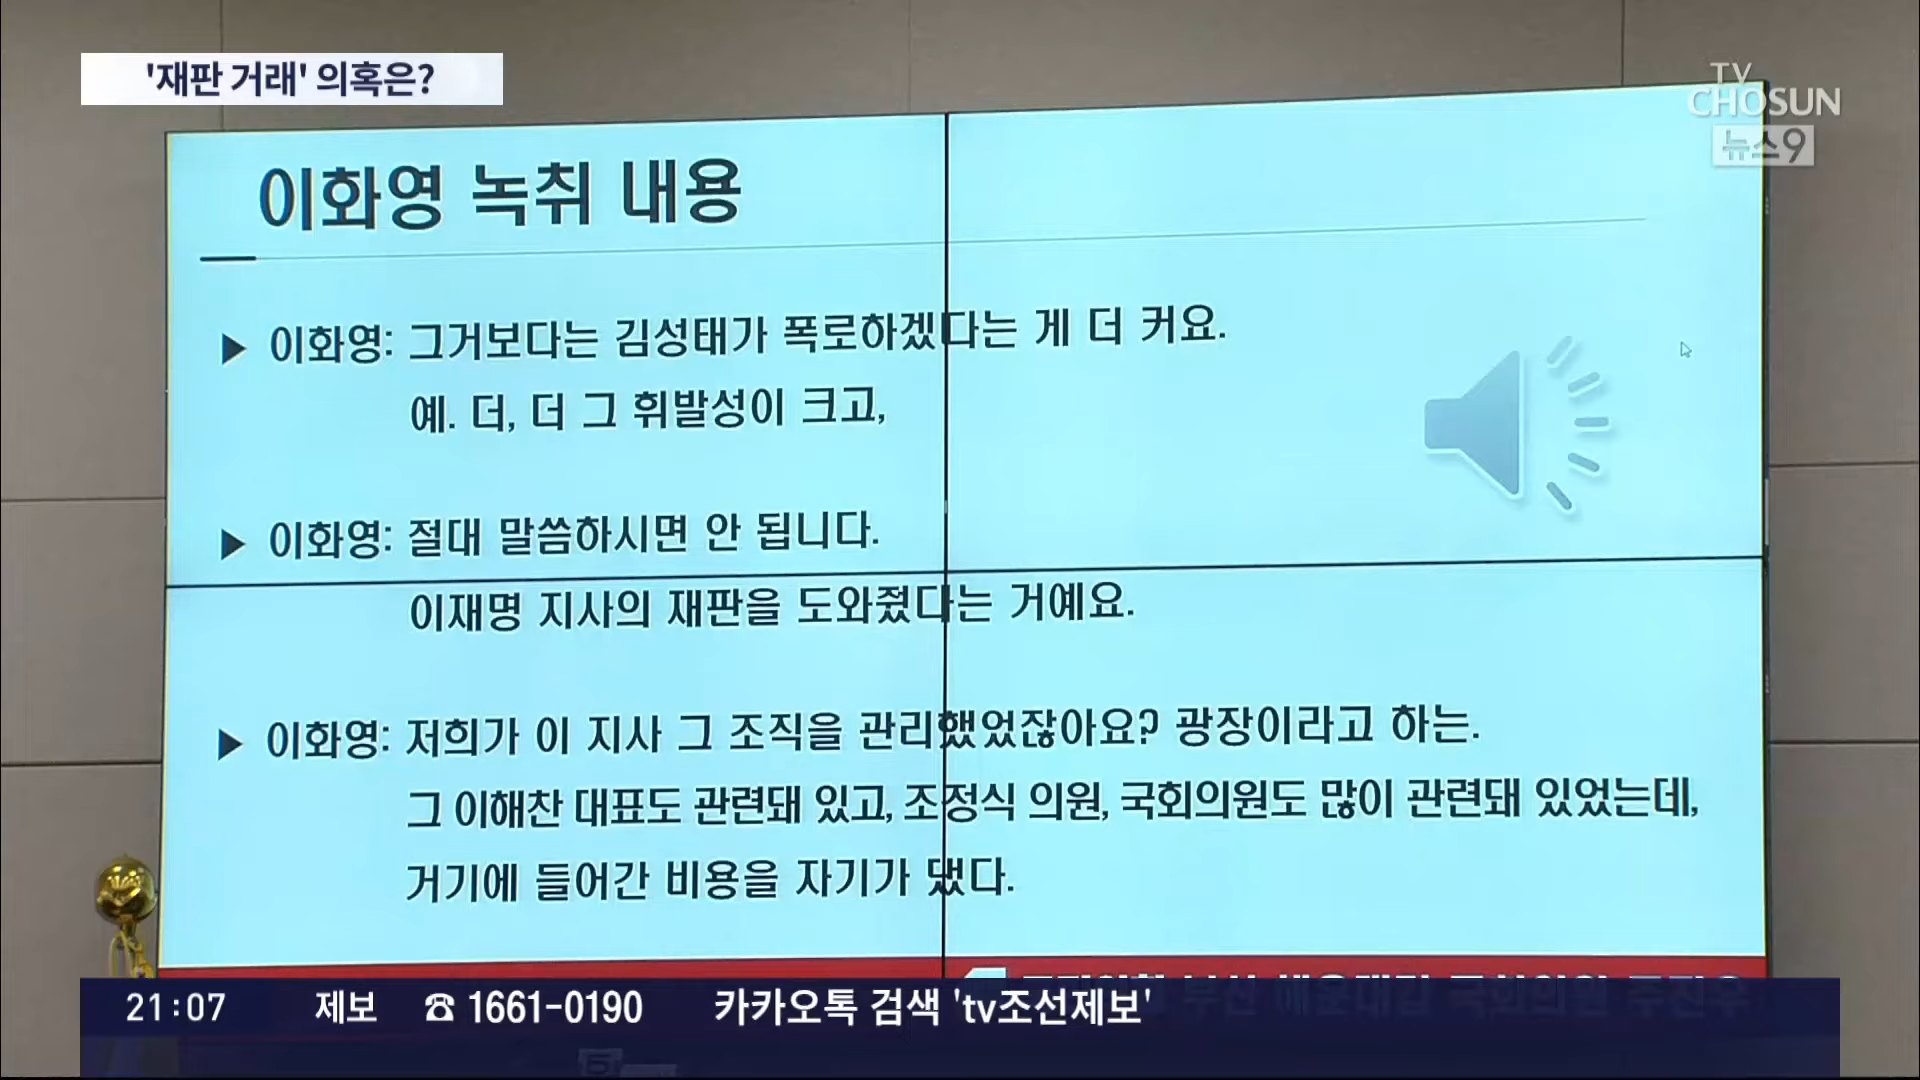 '재판 거래' 의혹은?
TV
CHOSUN
뉴스9
이화영 녹취 내용
▶ 이화영: 그거보다는 김성태가 폭로하겠다는 게 더 커요.
예. 더, 더 그 휘발성이 크고,
▶ 이화영: 절대 말씀하시면 안 됩니다.
이재명 지사의 재판을 도와줬다는 거예요.
▶ 이화영: 저희가 이 지사 그 조직을 관리했었잖아요? 광장이라고 하는.
그 이해찬 대표도 관련돼 있고, 조정식 의원, 국회의원도 많이 관련돼 있었는데,
거기에 들어간 비용을 자기가 댔다.
21:07 제보 ☎ 1661-0190 카카오톡 검색 'tv조선제보'